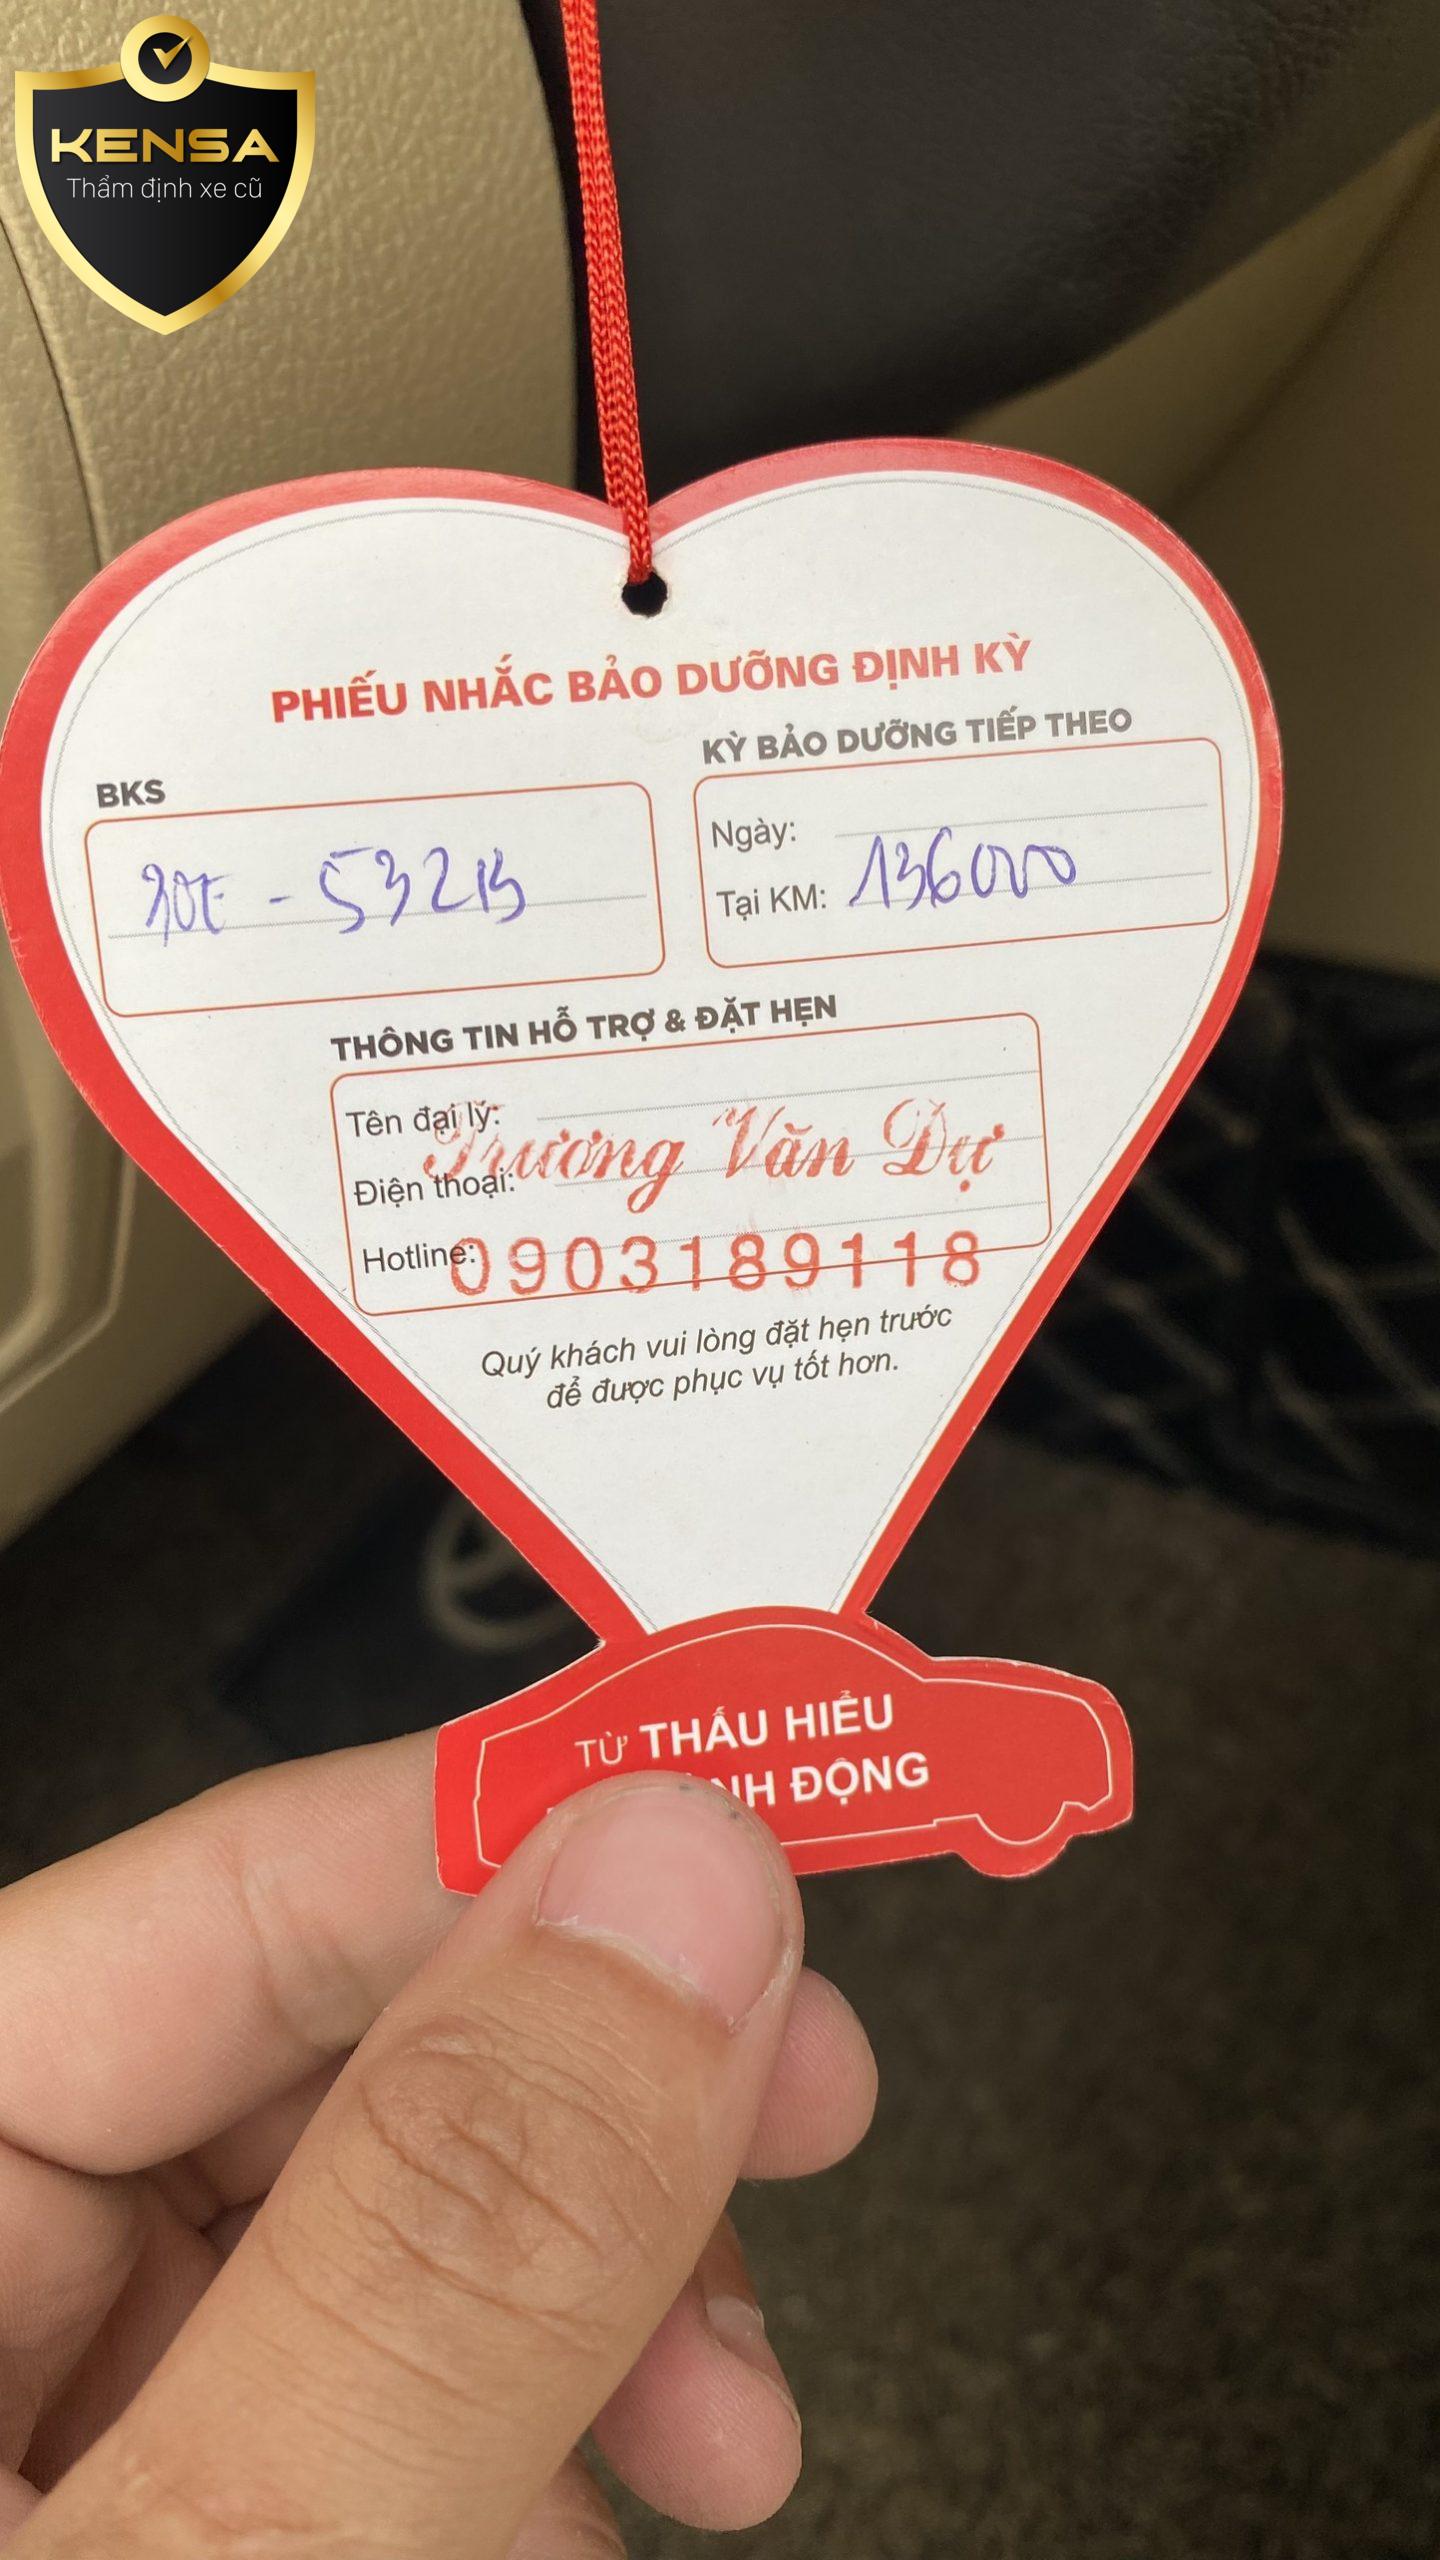 KENSA
Thẩm định xe cũ
PHIẾU NHẮC BẢO DƯỠNG ĐỊNH KỲ
BKS
KỲ BẢO DƯỠNG TIẾP THEO
Ngày:
Tại KM: 136000
THÔNG TIN HỖ TRỢ & ĐẶT HẸN
Tên đại lý:
Trương Văn Dự
Điện thoại:
Hotline: 0903189118
Quý khách vui lòng đặt hẹn trước
để được phục vụ tốt hơn.
TỪ THẤU HIỂU
ĐỘNG